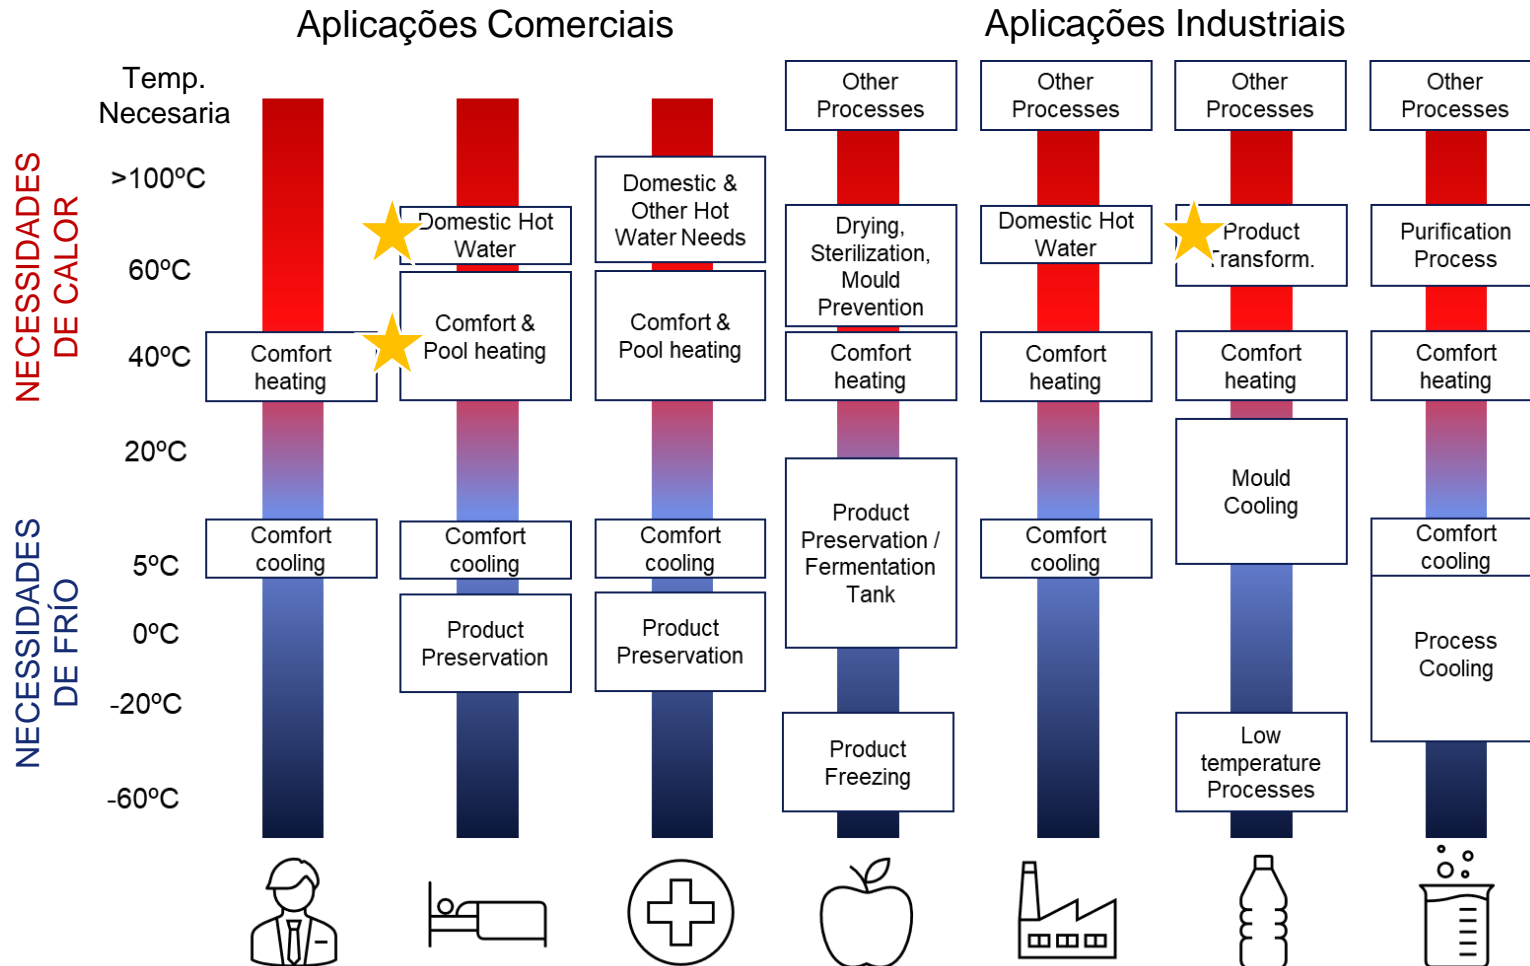 Aplicações Comerciais
Aplicações Industriais
Temp.
Necesaria
>100ºC
60ºC
40ºC
20ºC
5ºC
0ºC
-20ºC
-60ºC
NECESSIDADES
DE CALOR
NECESSIDADES
DE FRÍO
Comfort
heating
Comfort
cooling
Domestic Hot
Water
Comfort &
Pool heating
Comfort
cooling
Product
Preservation
Domestic &
Other Hot
Water Needs
Comfort &
Pool heating
Comfort
cooling
Product
Preservation
Other
Processes
Drying,
Sterilization,
Mould
Prevention
Comfort
heating
Product
Preservation /
Fermentation
Tank
Product
Freezing
Other
Processes
Domestic Hot
Water
Comfort
heating
Comfort
cooling
Other
Processes
Product
Transform.
Comfort
heating
Mould
Cooling
Low
temperature
Processes
Other
Processes
Purification
Process
Comfort
heating
Comfort
cooling
Process
Cooling